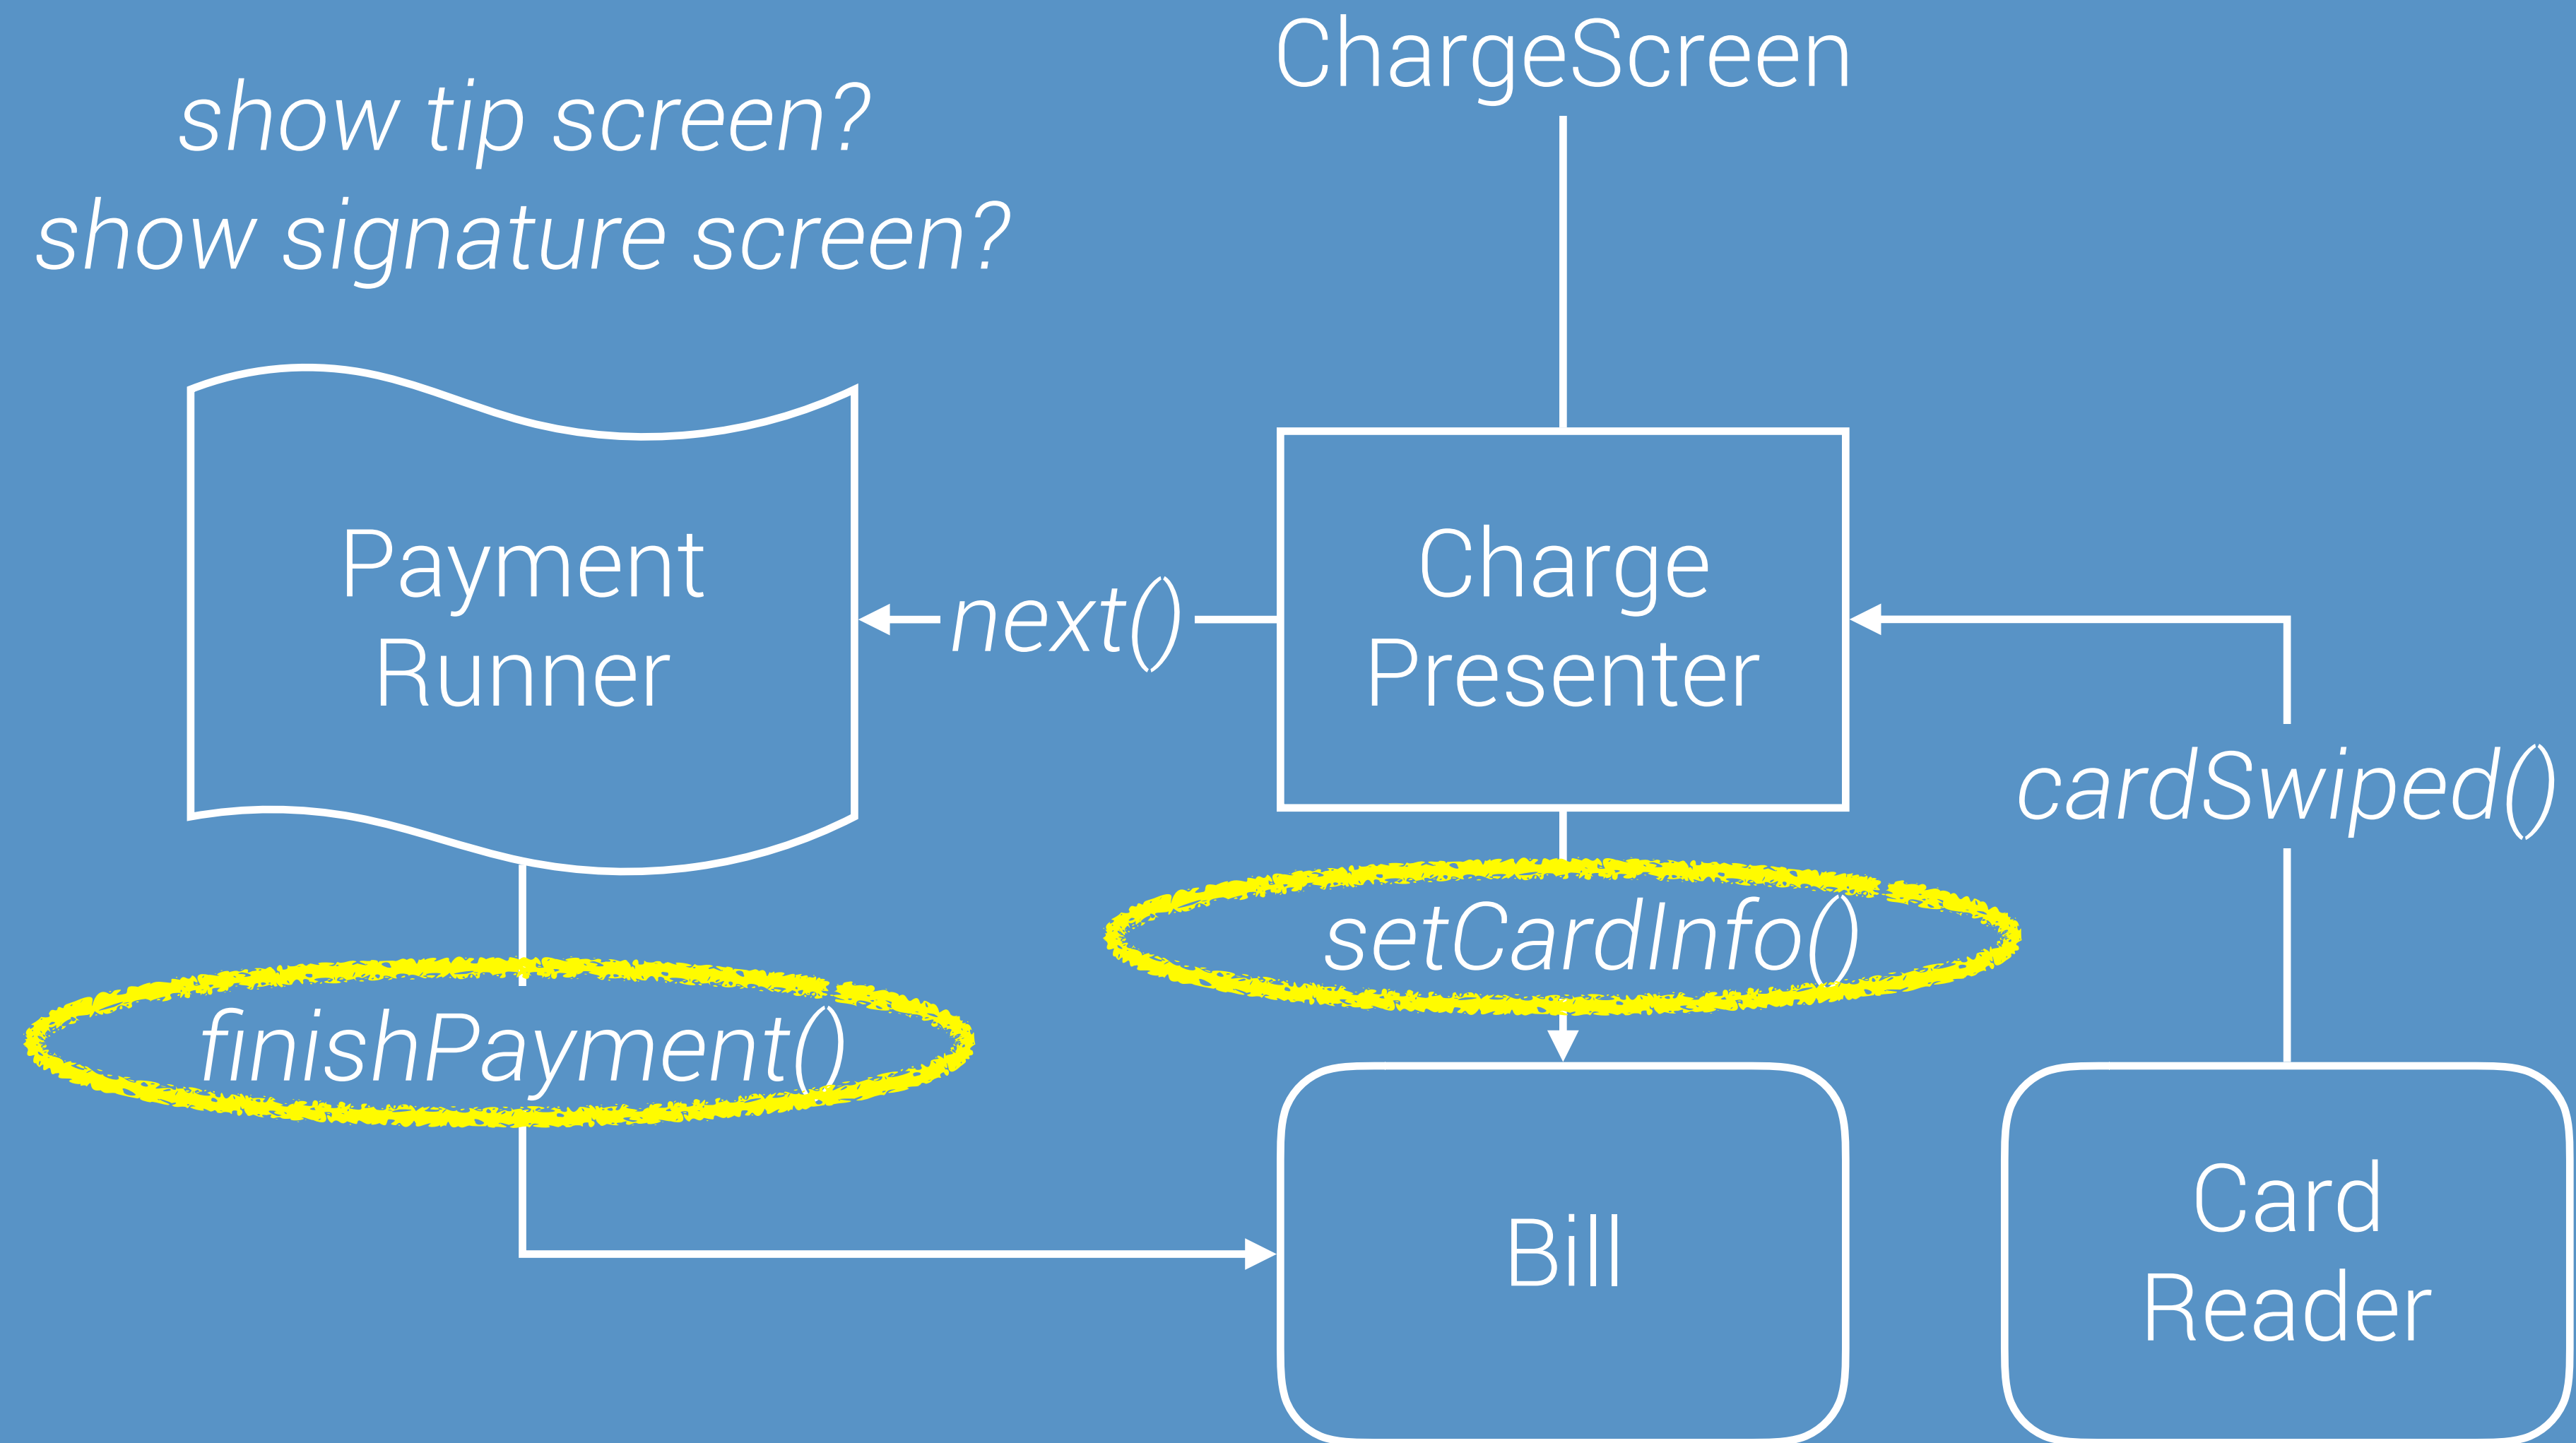 ChargeScreen
show tip screen?
show signature screen?
Payment
Runner
next()
Charge
Presenter
cardSwiped()
setCardInfo()
finishPayment()
Bill
Card
Reader